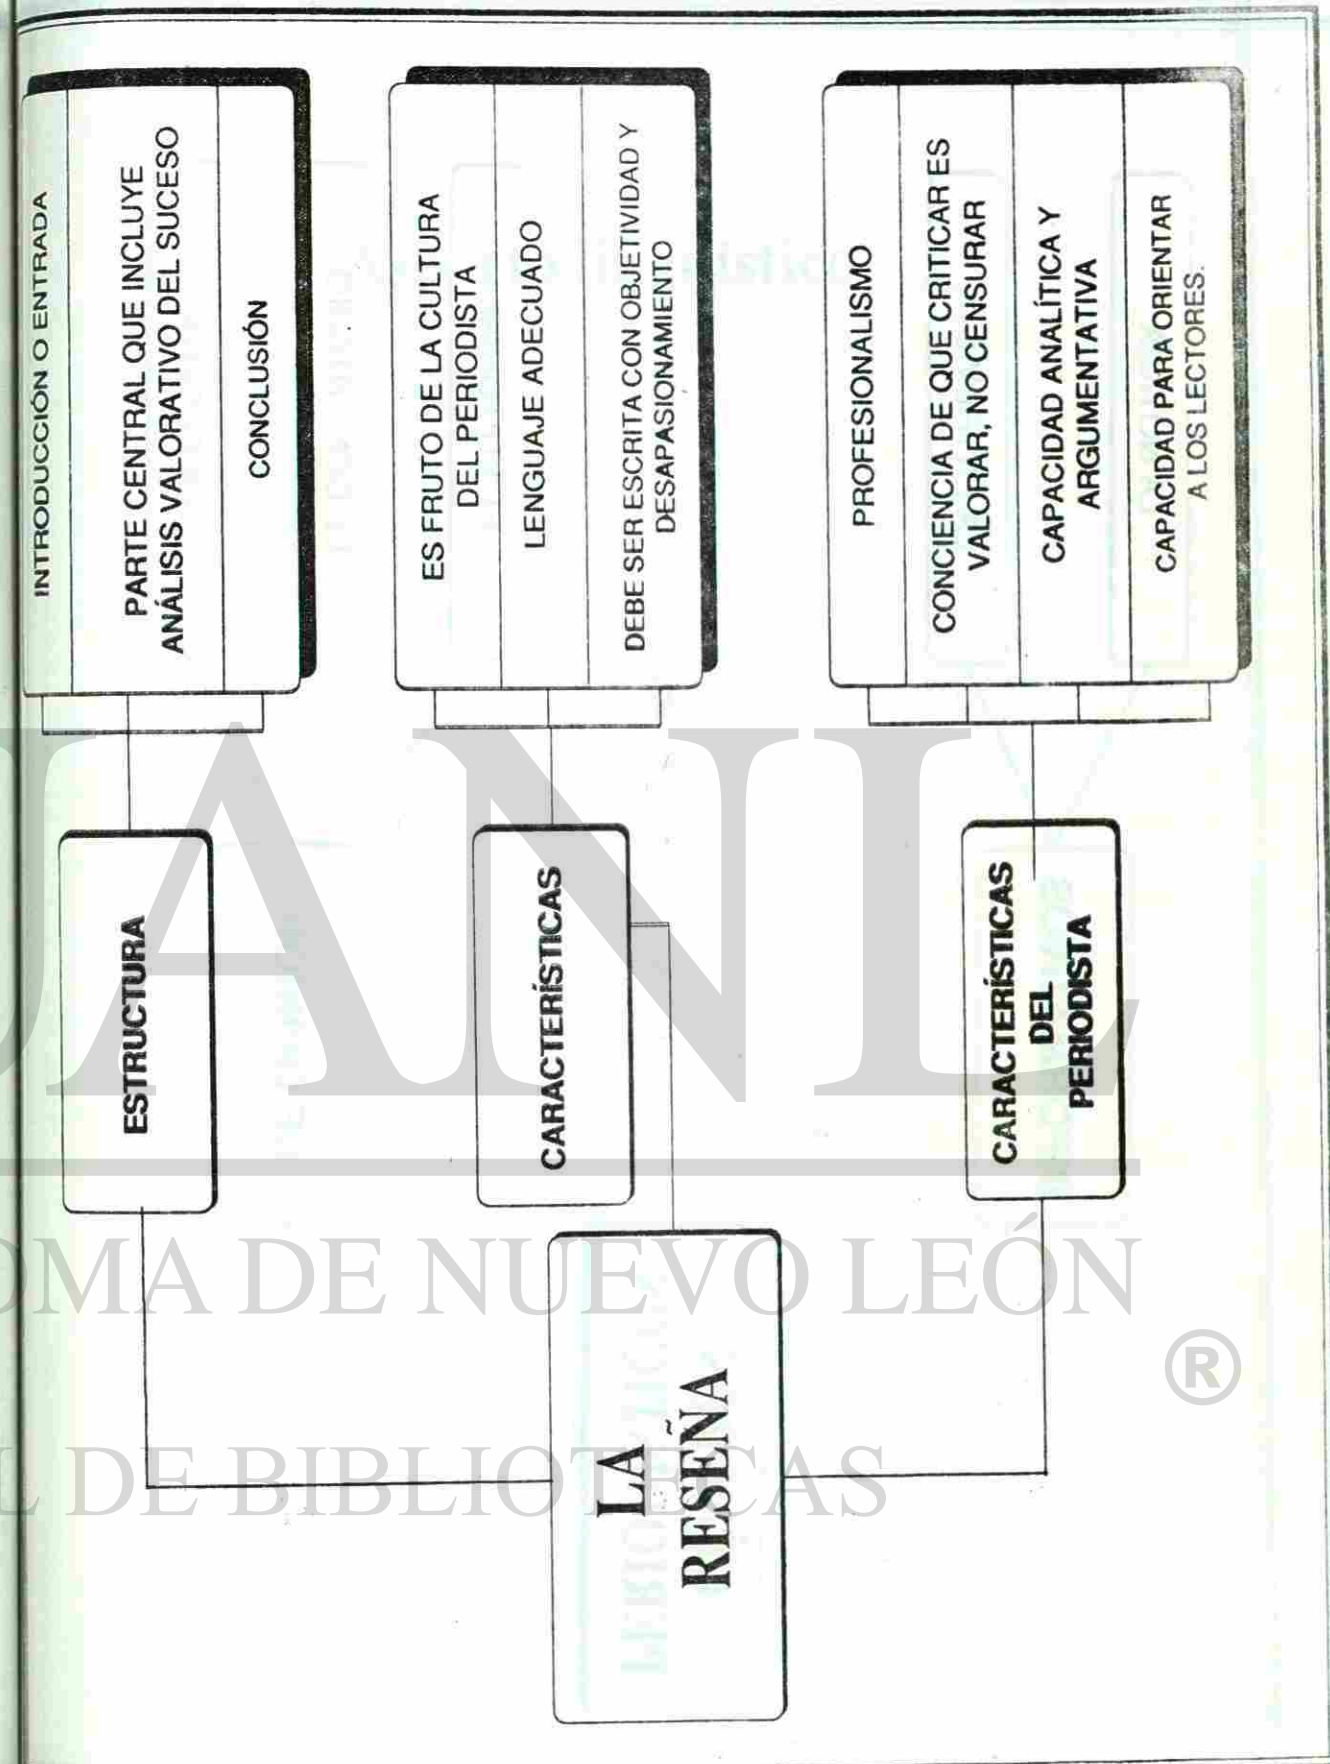 LA
RESEÑA
ESTRUCTURA
INTRODUCCIÓN O ENTRADA
PARTE CENTRAL QUE INCLUYE
ANÁLISIS VALORATIVO DEL SUCESO
CONCLUSIÓN
CARACTERÍSTICAS
ES FRUTO DE LA CULTURA
DEL PERIODISTA
LENGUAJE ADECUADO
DEBE SER ESCRITA CON OBJETIVIDAD Y
DESAPASIONAMIENTO
CARACTERÍSTICAS
DEL
PERIODISTA
PROFESIONALISMO
CONCIENCIA DE QUE CRITICAR ES
VALORAR, NO CENSURAR
CAPACIDAD ANALÍTICA Y
ARGUMENTATIVA
CAPACIDAD PARA ORIENTAR
A LOS LECTORES.
UANL
OMA DE NUEVO LEÓN
®
L DE BIBLIOTECAS